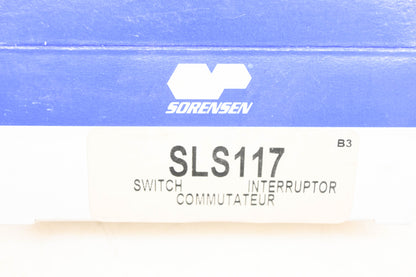 SORENSEN
B3
SLS117
SWITCH INTERRUPTOR
COMMUTATEUR